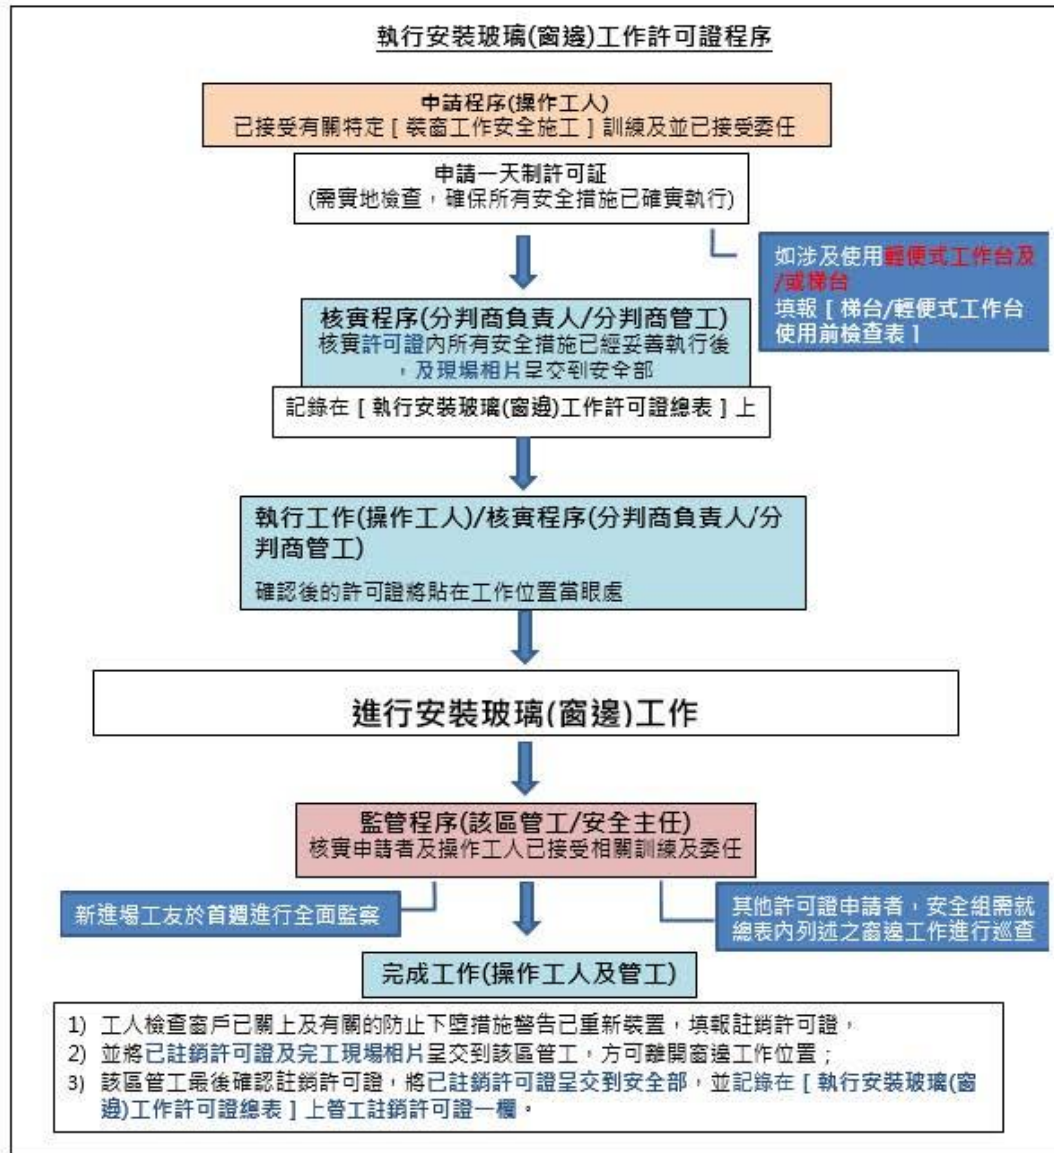 執行安裝玻璃(窗邊)工作許可證程序
申請程序(操作工人)
已接受有關特定 [ 裝窗工作安全施工 ] 訓練及並已接受委任
申請一天制許可証
(需實地檢查，確保所有安全措施已確實執行)
如涉及使用輕便式工作台及
/或梯台
填報 [ 梯台/輕便式工作台
使用前檢查表 ]
核實程序(分判商負責人/分判商管工)
核實許可證內所有安全措施已經妥善執行後
，及現場相片呈交到安全部
記錄在 [ 執行安裝玻璃(窗邊)工作許可證總表 ] 上
執行工作(操作工人)/核實程序(分判商負責人/分
判商管工)
確認後的許可證將貼在工作位置當眼處
進行安裝玻璃(窗邊)工作
監管程序(該區管工/安全主任)
核實申請者及操作工人已接受相關訓練及委任
新進場工友於首週進行全面監察
其他許可證申請者，安全組需就
總表內列述之窗邊工作進行巡查
完成工作(操作工人及管工)
1) 工人檢查窗戶已關上及有關的防止下墮措施警告已重新裝置，填報註銷許可證，
2) 並將已註銷許可證及完工現場相片呈交到該區管工，方可離開窗邊工作位置；
3) 該區管工最後確認註銷許可證，將已註銷許可證呈交到安全部，並記錄在 [ 執行安裝玻璃(窗
邊)工作許可證總表 ] 上管工註銷許可證一欄。